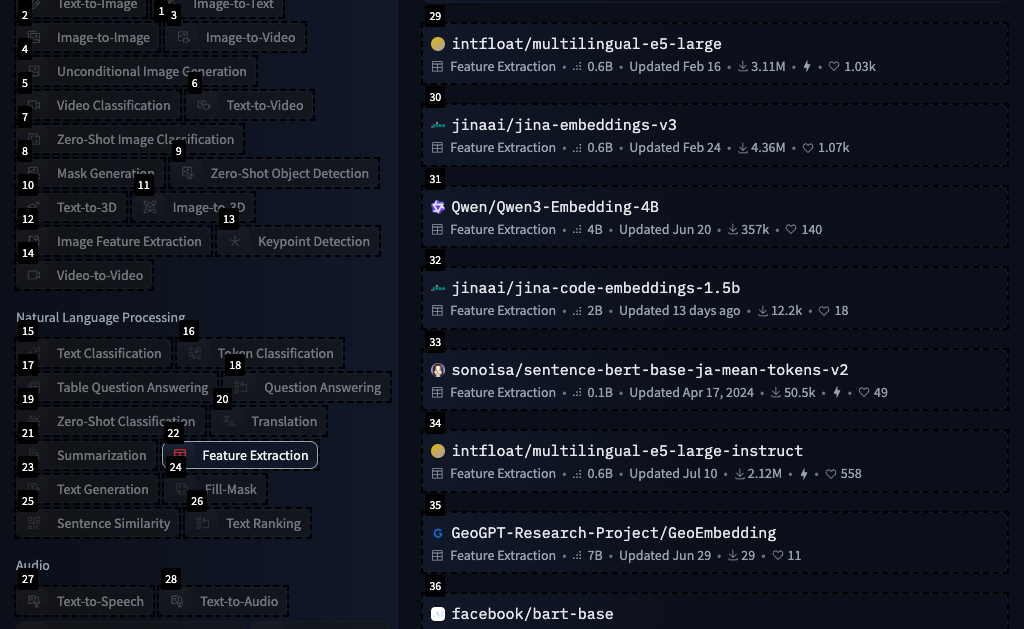 Text-to-Image
Image-to-Text
2
1
3
Image-to-Image
Image-to-Video
4
Unconditional Image Generation
5
6
Video Classification
Text-to-Video
7
Zero-Shot Image Classification
8
9
Mask Generation
Zero-Shot Object Detection
10
11
Text-to-3D
Image-to-3D
12
13
Image Feature Extraction
Keypoint Detection
14
Video-to-Video
Natural Language Processing
15
16
Text Classification
Token Classification
17
18
Table Question Answering
Question Answering
19
20
Zero-Shot Classification
Translation
21
22
Summarization
Feature Extraction
23
24
Text Generation
Fill-Mask
25
26
Sentence Similarity
Text Ranking
Audio
27
28
Text-to-Speech
Text-to-Audio
29
intfloat/multilingual-e5-large
Feature Extraction • 0.6B • Updated Feb 16 • 3.11M • • 1.03k
30
jinaai/jina-embeddings-v3
Feature Extraction • 0.6B • Updated Feb 24 • 4.36M • 1.07k
31
Qwen/Qwen3-Embedding-4B
Feature Extraction • 4B • Updated Jun 20 • 357k • 140
32
jinaai/jina-code-embeddings-1.5b
Feature Extraction • 2B • Updated 13 days ago • 12.2k • 18
33
sonoisa/sentence-bert-base-ja-mean-tokens-v2
Feature Extraction • 0.1B • Updated Apr 17, 2024 • 50.5k • • 49
34
intfloat/multilingual-e5-large-instruct
Feature Extraction • 0.6B • Updated Jul 10 • 2.12M • • 558
35
GeoGPT-Research-Project/GeoEmbedding
Feature Extraction • 7B • Updated Jun 29 • 29 • 11
36
facebook/bart-base